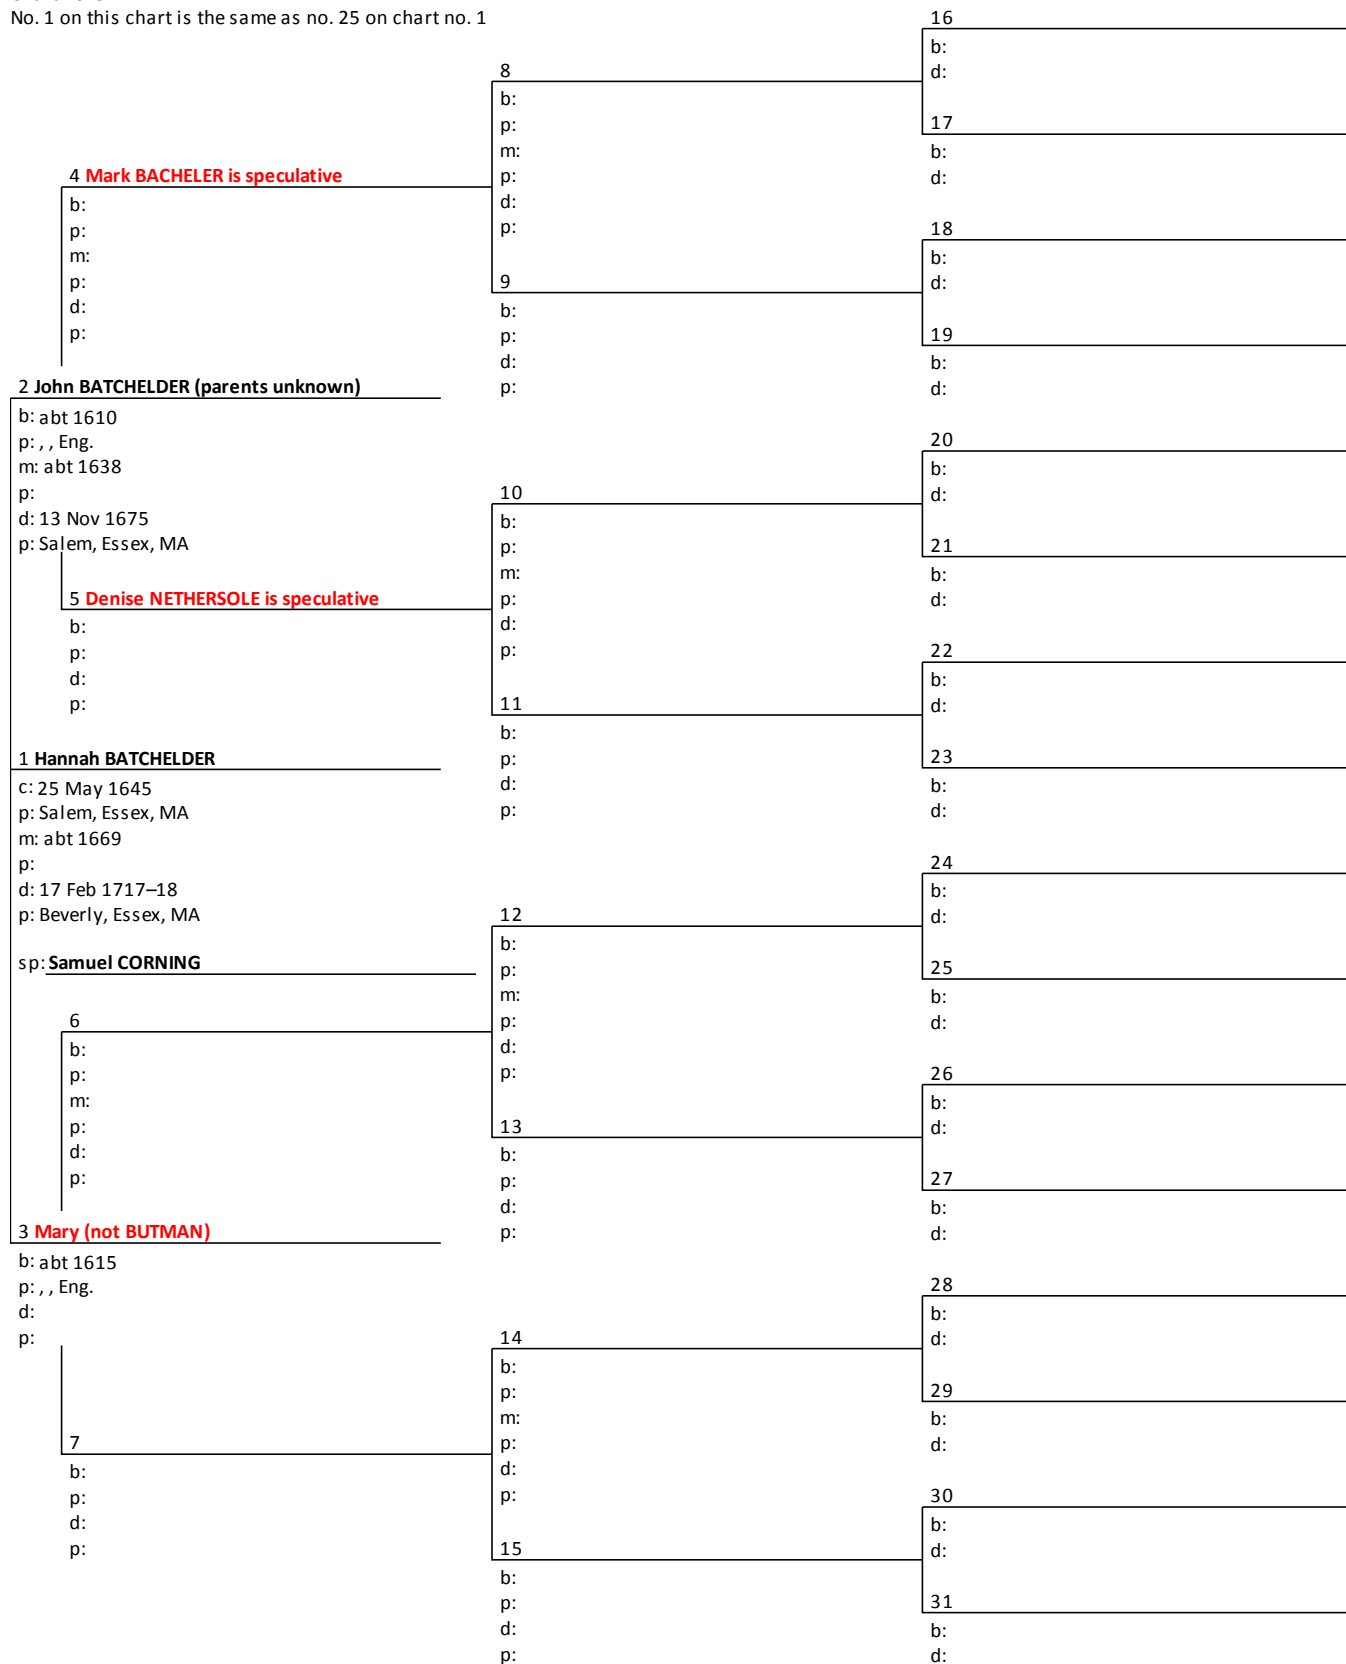 No. 1 on this chart is the same as no. 25 on chart no. 1
16
b:
d:
8
b:
p:
m:
p:
d:
p:
17
b:
d:
4 Mark BACHELER is speculative
b:
p:
m:
p:
d:
p:
18
b:
d:
9
b:
p:
d:
p:
19
b:
d:
2 John BATCHELDER (parents unknown)
b: abt 1610
p: , , Eng.
m: abt 1638
p:
d: 13 Nov 1675
p: Salem, Essex, MA
20
b:
d:
10
b:
p:
m:
p:
d:
p:
21
b:
d:
5 Denise NETHERSOLE is speculative
b:
p:
d:
p:
22
b:
d:
11
b:
p:
d:
p:
23
b:
d:
1 Hannah BATCHELDER
c: 25 May 1645
p: Salem, Essex, MA
m: abt 1669
p:
d: 17 Feb 1717–18
p: Beverly, Essex, MA
sp: Samuel CORNING
24
b:
d:
12
b:
p:
m:
p:
d:
p:
25
b:
d:
6
b:
p:
m:
p:
d:
p:
26
b:
d:
13
b:
p:
d:
p:
27
b:
d:
3 Mary (not BUTMAN)
b: abt 1615
p: , , Eng.
d:
p:
28
b:
d:
14
b:
p:
m:
p:
d:
p:
29
b:
d:
7
b:
p:
d:
p:
30
b:
d:
15
b:
p:
d:
p:
31
b:
d: